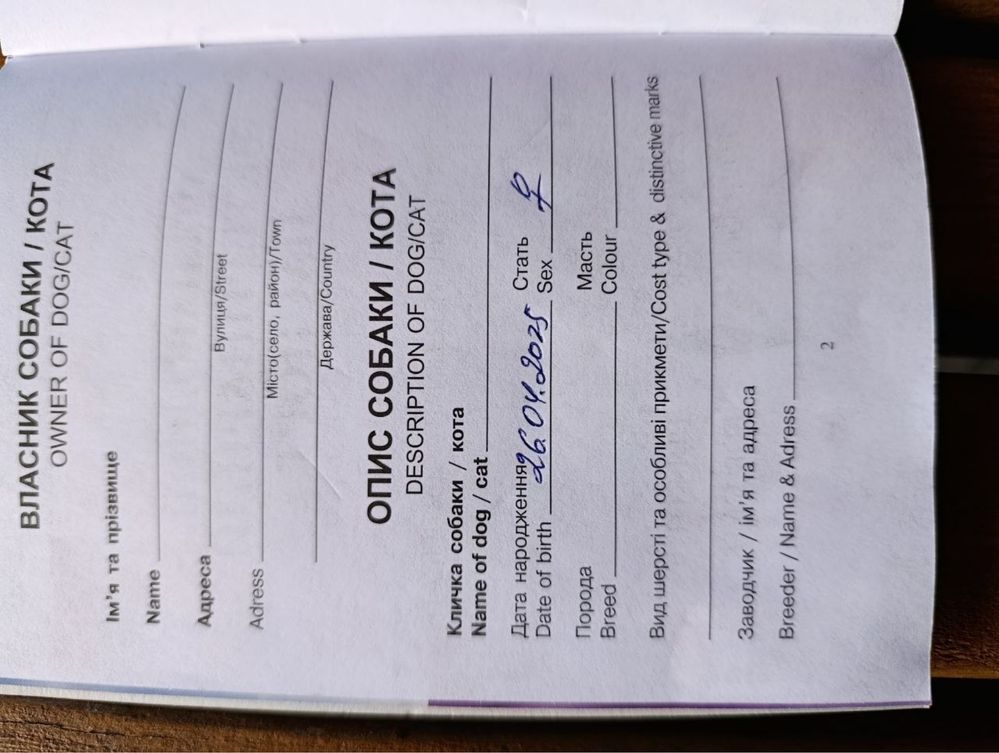 ВЛАСНИК СОБАКИ / КОТА
OWNER OF DOG/CAT
Ім'я та прізвище
Name
Адреса
Вулиця/Street
Adress
Місто(село, район)/Town
Держава/Country
ОПИС СОБАКИ / КОТА
DESCRIPTION OF DOG/CAT
Кличка собаки / кота
Name of dog / cat
Дата народження Стать
Date of birth 26.04.2025 Sex ♀
Порода Масть
Breed Colour
Вид шерсті та особливі прикмети/Cost type & distinctive marks
Заводчик / ім'я та адреса
Breeder / Name & Adress
2